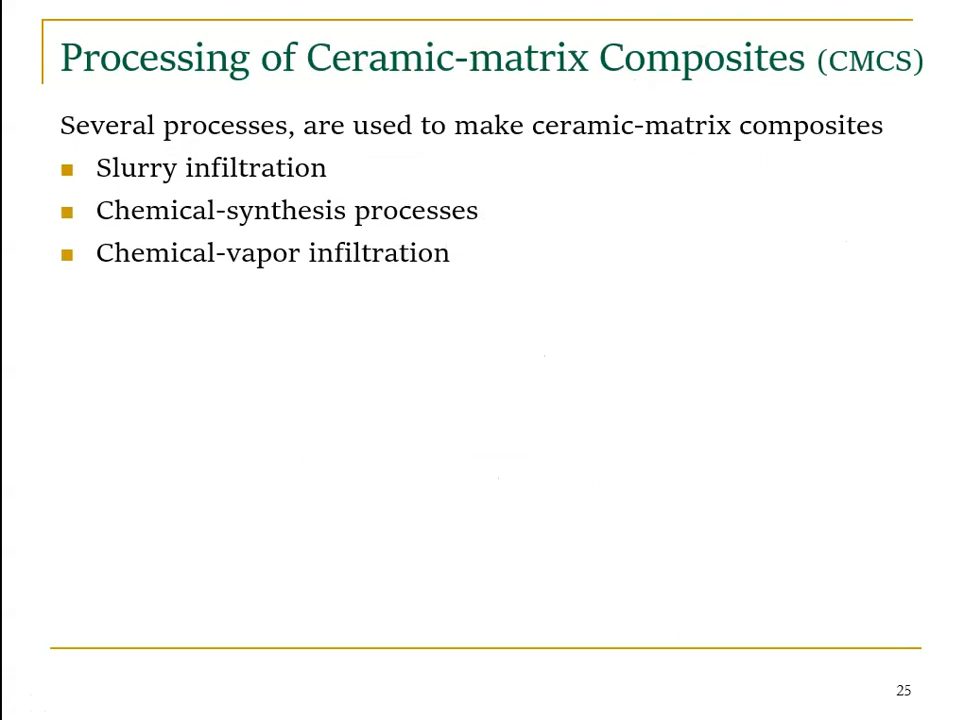 Processing of Ceramic-matrix Composites (CMCS)
Several processes, are used to make ceramic-matrix composites
Slurry infiltration
Chemical-synthesis processes
Chemical-vapor infiltration
25